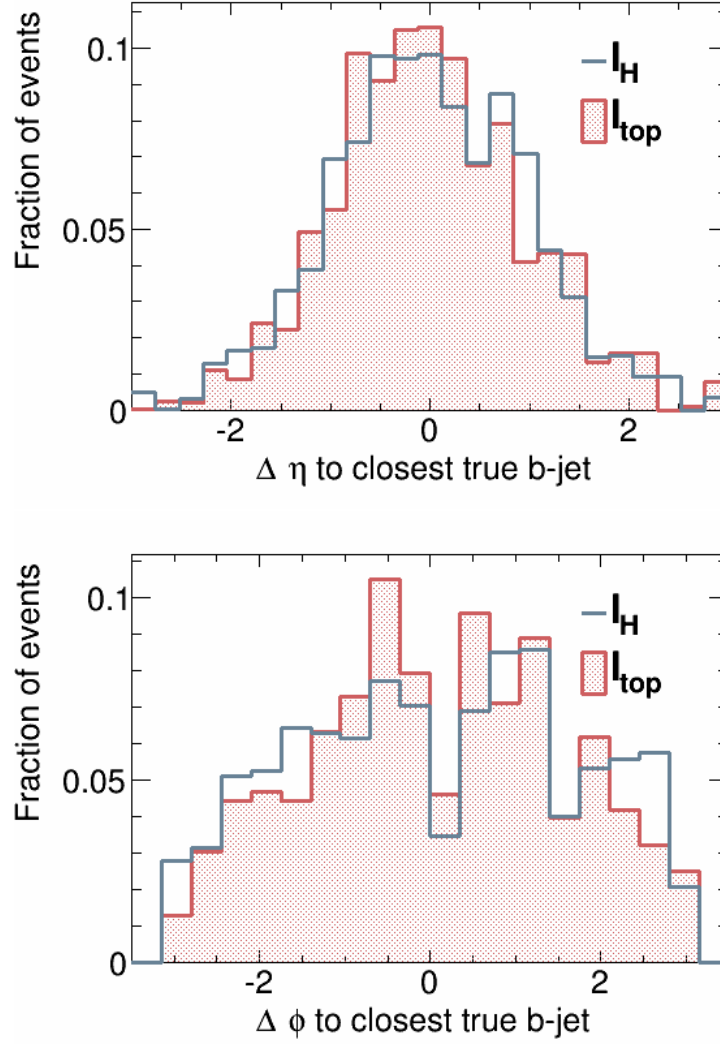 Fraction of events
0.1
0.05
0
-2 0 2
Δ η to closest true b-jet
l_H
l_top
Fraction of events
0.1
0.05
0
-2 0 2
Δ ϕ to closest true b-jet
l_H
l_top